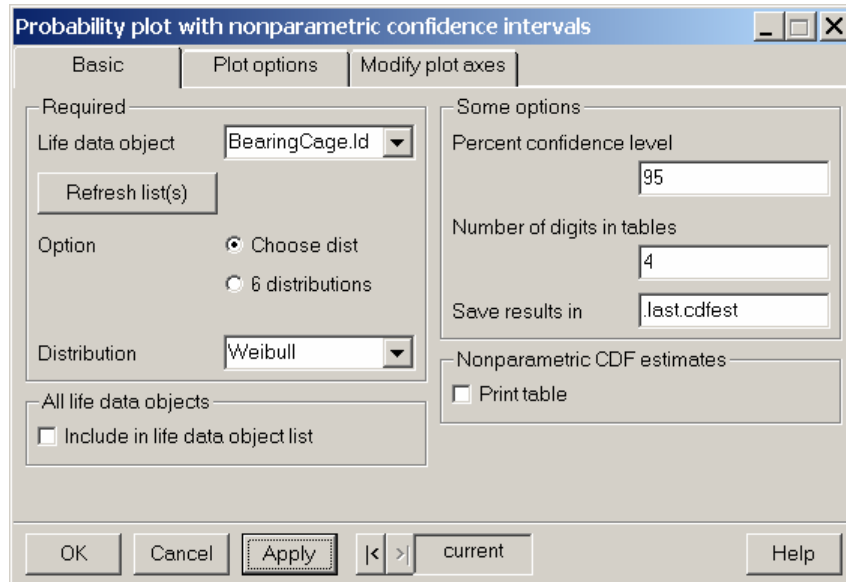 Probability plot with nonparametric confidence intervals
Basic
Plot options
Modify plot axes
Required
Life data object
BearingCage.ld
Refresh list(s)
Option
Choose dist
6 distributions
Distribution
Weibull
All life data objects
Include in life data object list
Some options
Percent confidence level
95
Number of digits in tables
4
Save results in
.last.cdfest
Nonparametric CDF estimates
Print table
OK
Cancel
Apply
|<
>|
current
Help